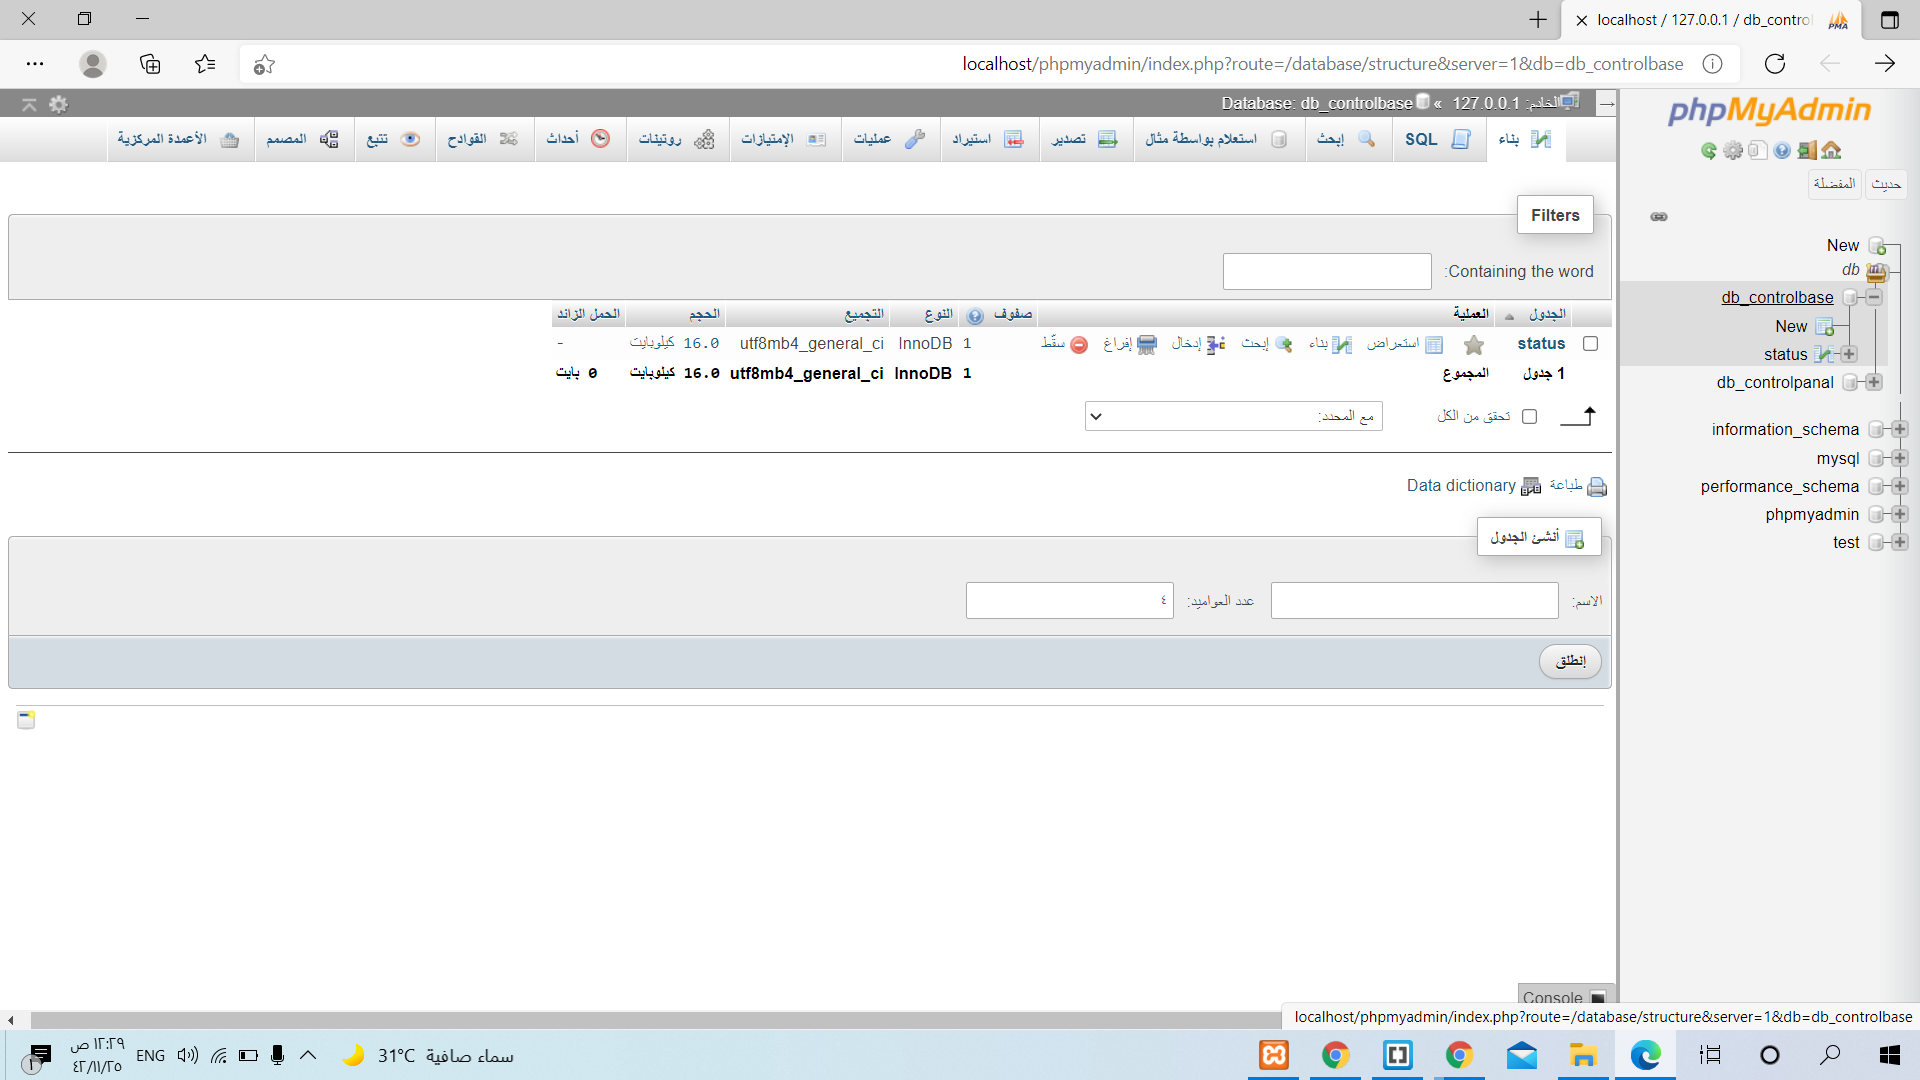 localhost / 127.0.0.1 / db_contro
localhost/phpmyadmin/index.php?route=/database/structure&server=1&db=db_controlbase
phpMyAdmin
حديث
المفضلة
New
db
db_controlbase
New
status
db_controlpanal
information_schema
mysql
performance_schema
phpmyadmin
test
الخادم: 127.0.0.1 » Database: db_controlbase
بناء
SQL
إبحث
استعلام بواسطة مثال
تصدير
استيراد
عمليات
الإمتيازات
روتينات
أحداث
القوادح
تتبع
المصمم
الأعمدة المركزية
Filters
Containing the word:
الجدول العملية صفوف النوع التجميع الحجم الحمل الزائد
status استعراض بناء إبحث إدخال إفراغ سقّط 1 InnoDB utf8mb4_general_ci 16.0 كيلوبايت -
1 جدول المجموع 1 InnoDB utf8mb4_general_ci 16.0 كيلوبايت 0 بايت
تحقق من الكل مع المحدد:
طباعة Data dictionary
أنشئ الجدول
الاسم: عدد العواميد: ٤
إنطلق
Console
localhost/phpmyadmin/index.php?route=/database/structure&server=1&db=db_controlbase
سماء صافية 31°C
ENG
١٢:٢٩ ص
٤٢/١١/٢٥
١